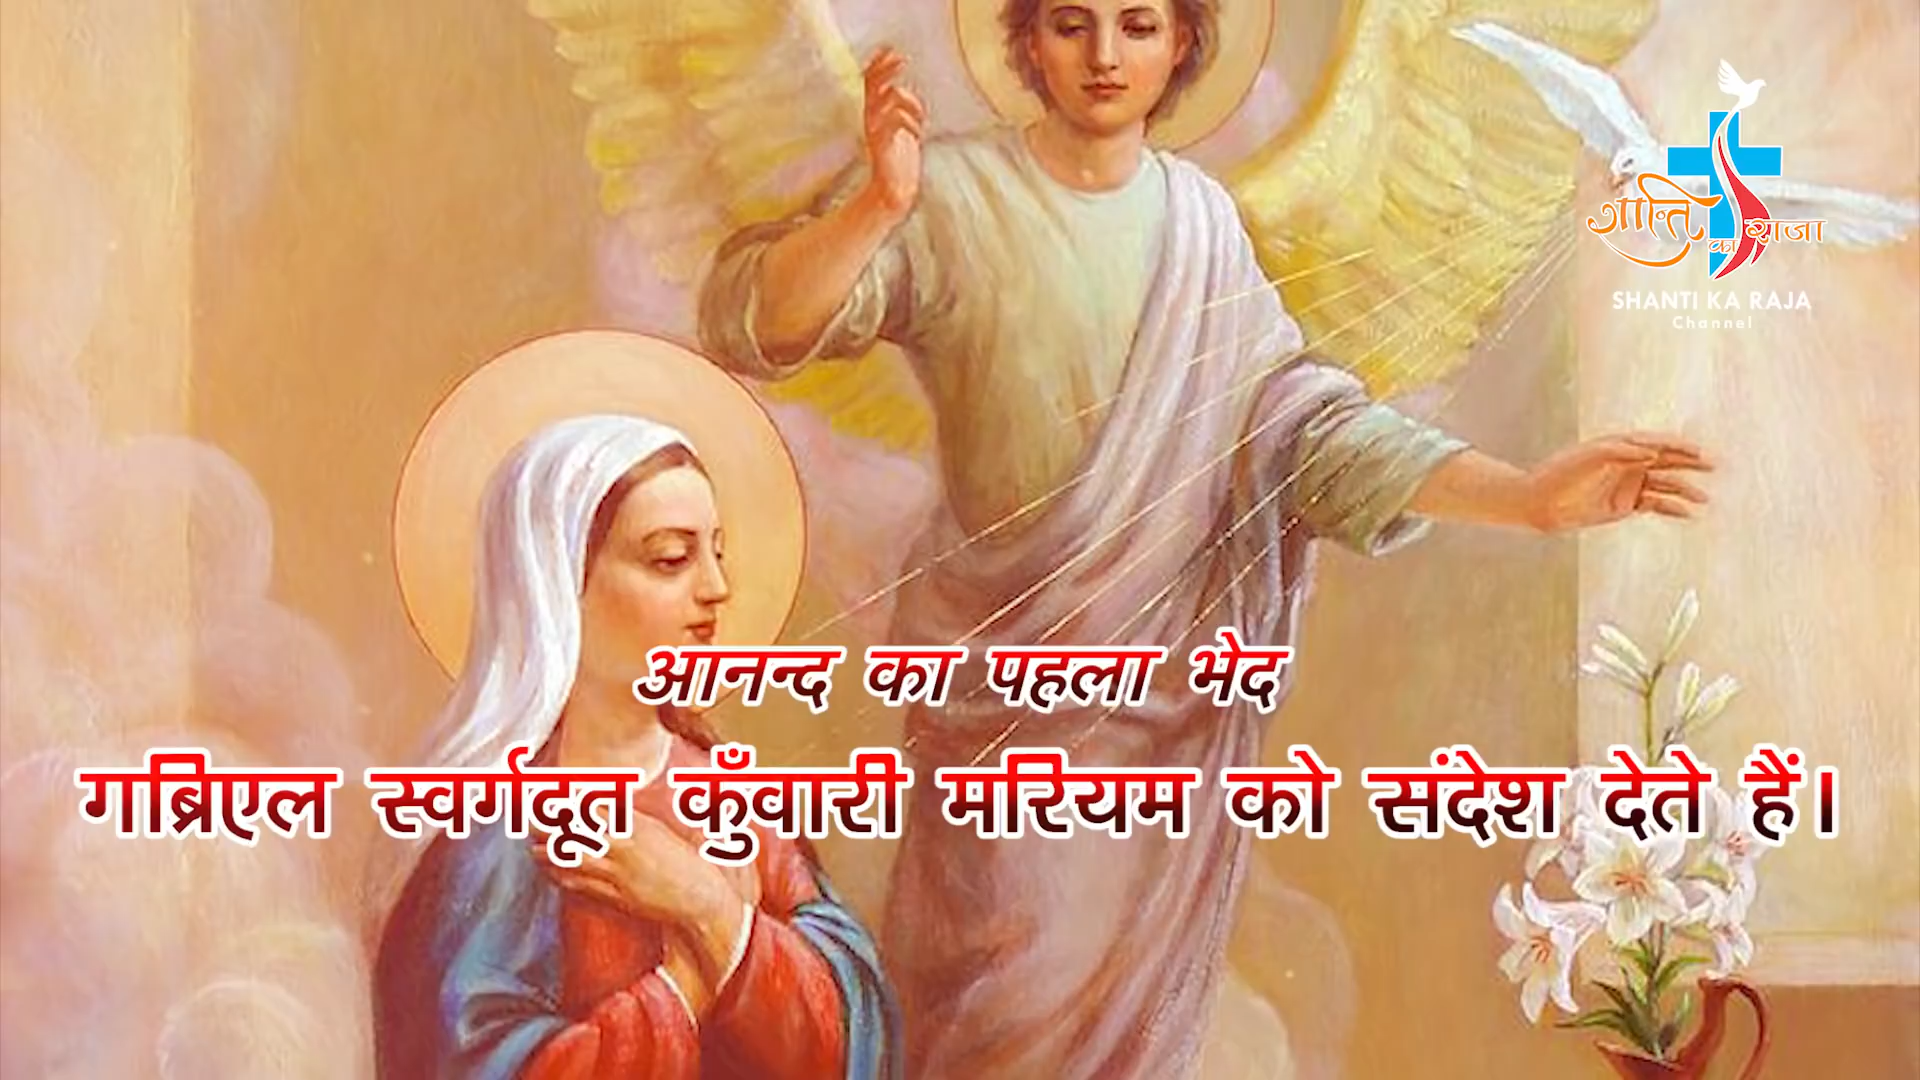 शान्ति
का राजा
SHANTI KA RAJA
Channel
आनन्द का पहला भेद
गब्रिएल स्वर्गदूत कुँवारी मरियम को संदेश देते हैं।